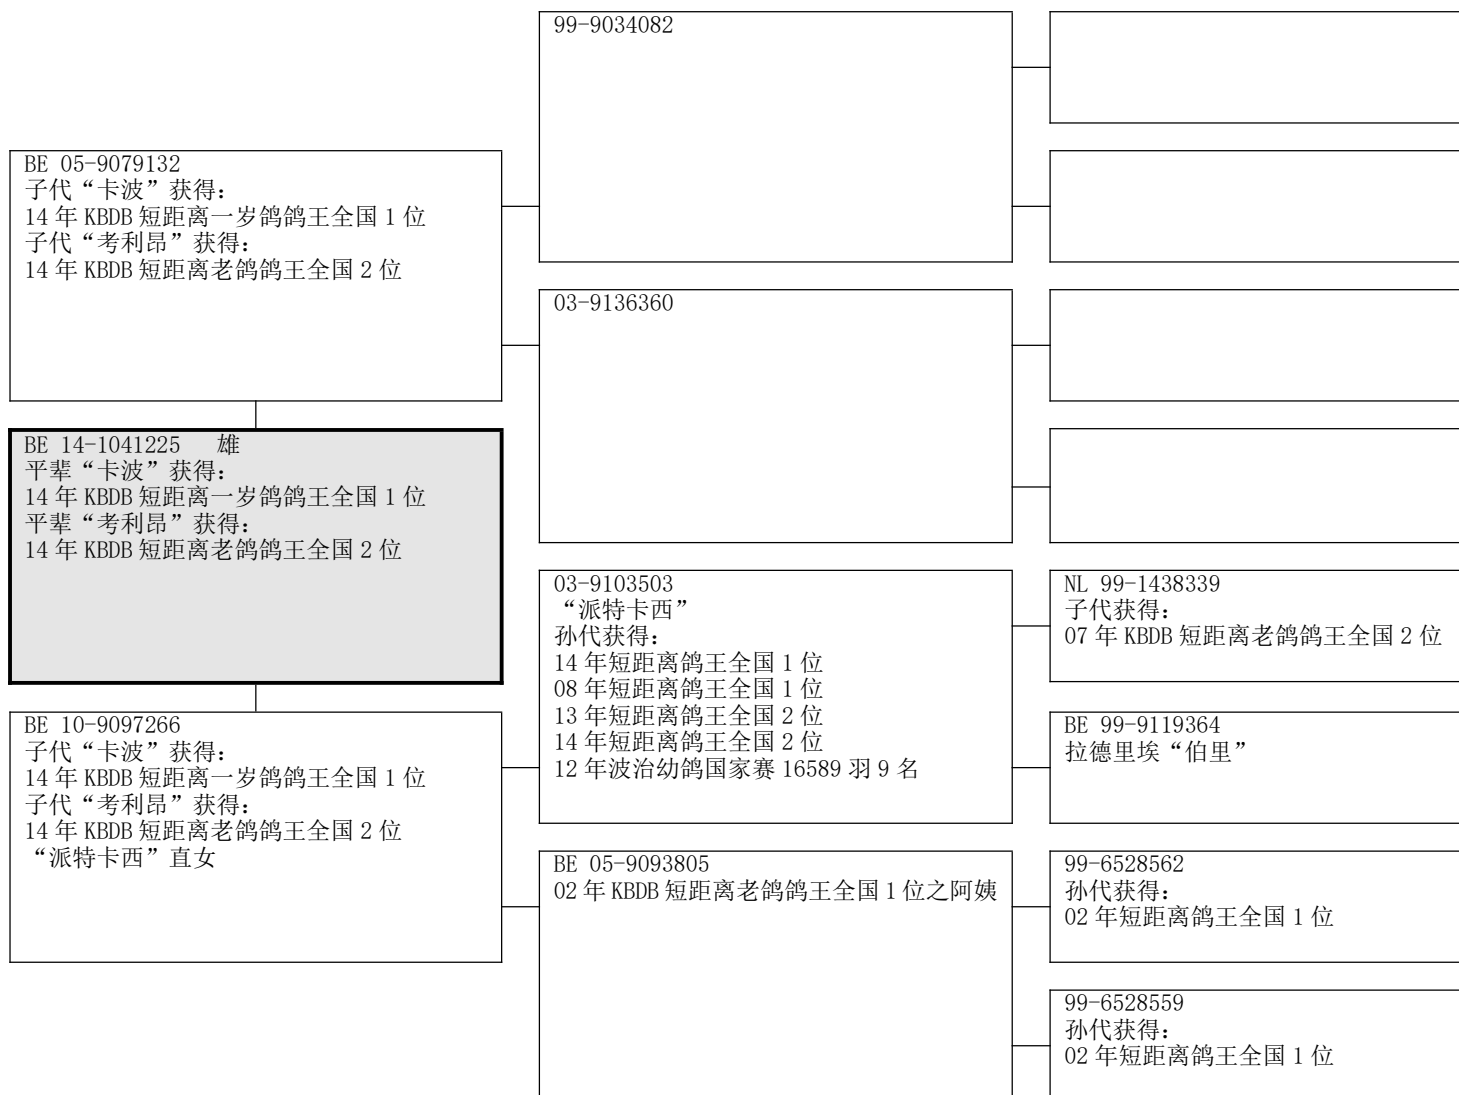 99-9034082
BE 05-9079132
子代“卡波”获得：
14 年 KBDB 短距离一岁鸽鸽王全国 1 位
子代“考利昂”获得：
14 年 KBDB 短距离老鸽鸽王全国 2 位
03-9136360
BE 14-1041225 雄
平辈“卡波”获得：
14 年 KBDB 短距离一岁鸽鸽王全国 1 位
平辈“考利昂”获得：
14 年 KBDB 短距离老鸽鸽王全国 2 位
03-9103503
“派特卡西”
孙代获得：
14 年短距离鸽王全国 1 位
08 年短距离鸽王全国 1 位
13 年短距离鸽王全国 2 位
14 年短距离鸽王全国 2 位
12 年波治幼鸽国家赛 16589 羽 9 名
NL 99-1438339
子代获得：
07 年 KBDB 短距离老鸽鸽王全国 2 位
BE 10-9097266
子代“卡波”获得：
14 年 KBDB 短距离一岁鸽鸽王全国 1 位
子代“考利昂”获得：
14 年 KBDB 短距离老鸽鸽王全国 2 位
“派特卡西”直女
BE 99-9119364
拉德里埃“伯里”
BE 05-9093805
02 年 KBDB 短距离老鸽鸽王全国 1 位之阿姨
99-6528562
孙代获得：
02 年短距离鸽王全国 1 位
99-6528559
孙代获得：
02 年短距离鸽王全国 1 位